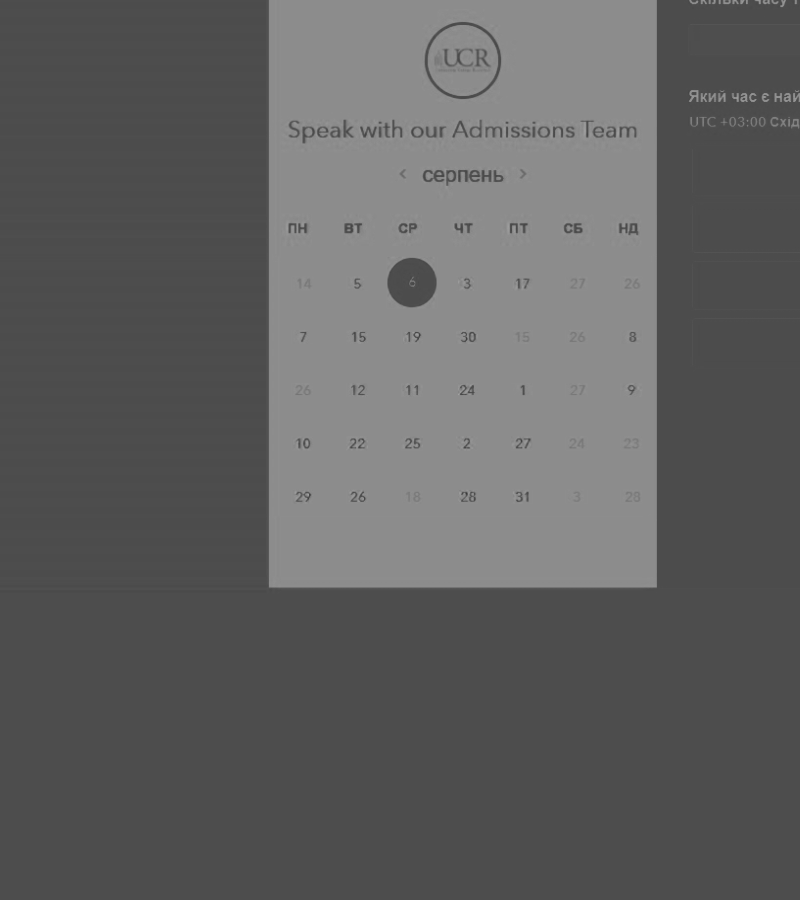 Скільки часу
UCR
Speak with our Admissions Team
< серпень >
ПН ВТ СР ЧТ ПТ СБ НД
14 5 6 3 17 27 26
7 15 19 30 15 26 8
26 12 11 24 1 27 9
10 22 25 2 27 24 23
29 26 18 28 31 3 28
Який час є най
UTC +03:00 Схід